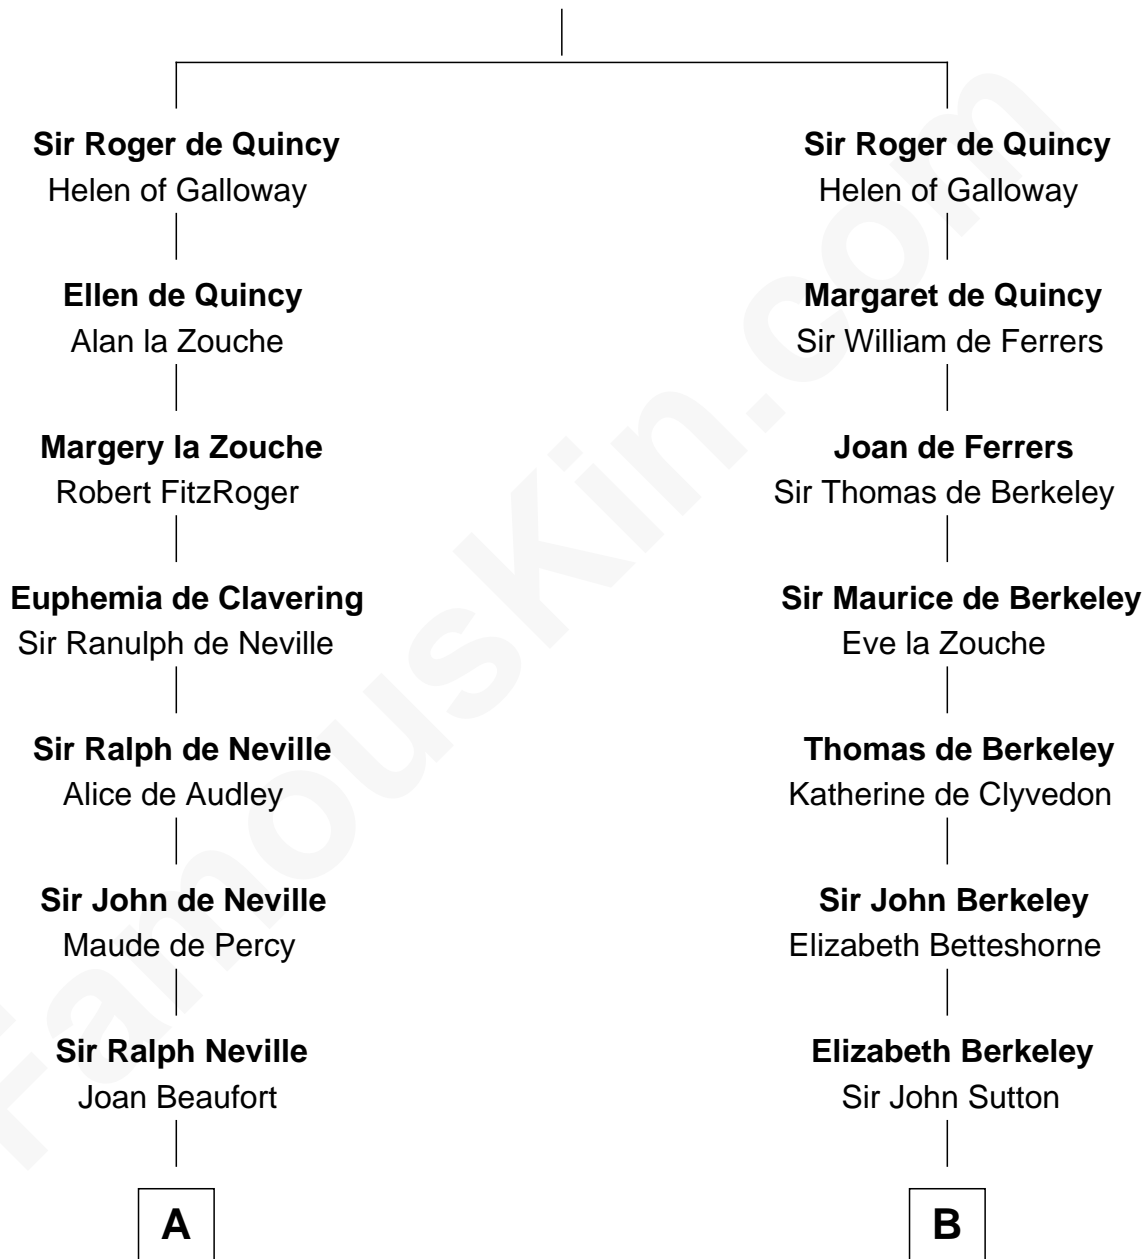 Sir Roger de Quincy
Helen of Galloway
Ellen de Quincy
Alan la Zouche
Margery la Zouche
Robert FitzRoger
Euphemia de Clavering
Sir Ranulph de Neville
Sir Ralph de Neville
Alice de Audley
Sir John de Neville
Maude de Percy
Sir Ralph Neville
Joan Beaufort
A
Sir Roger de Quincy
Helen of Galloway
Margaret de Quincy
Sir William de Ferrers
Joan de Ferrers
Sir Thomas de Berkeley
Sir Maurice de Berkeley
Eve la Zouche
Thomas de Berkeley
Katherine de Clyvedon
Sir John Berkeley
Elizabeth Betteshorne
Elizabeth Berkeley
Sir John Sutton
B
FamousKin.com